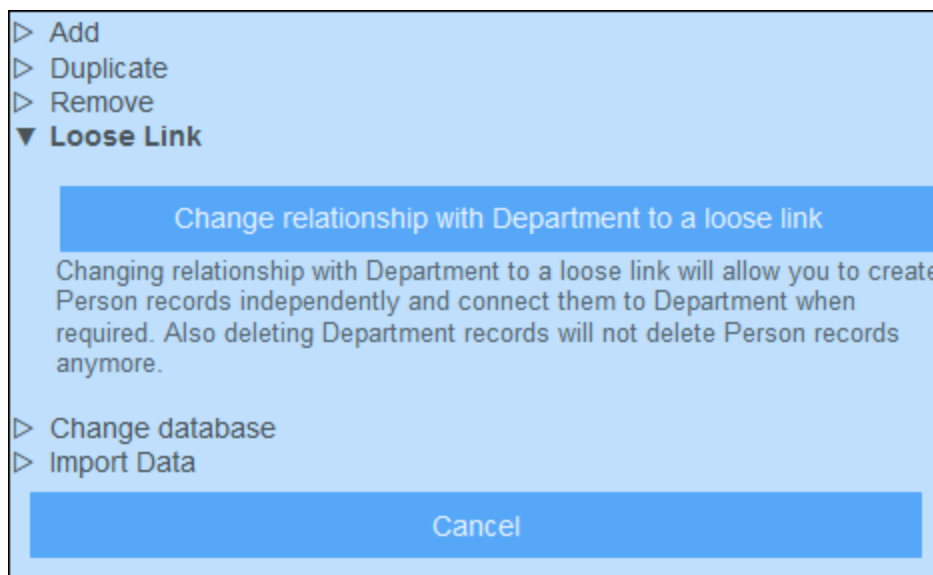 Add
Duplicate
Remove
Loose Link
Change relationship with Department to a loose link
Changing relationship with Department to a loose link will allow you to create
Person records independently and connect them to Department when
required. Also deleting Department records will not delete Person records
anymore.
Change database
Import Data
Cancel